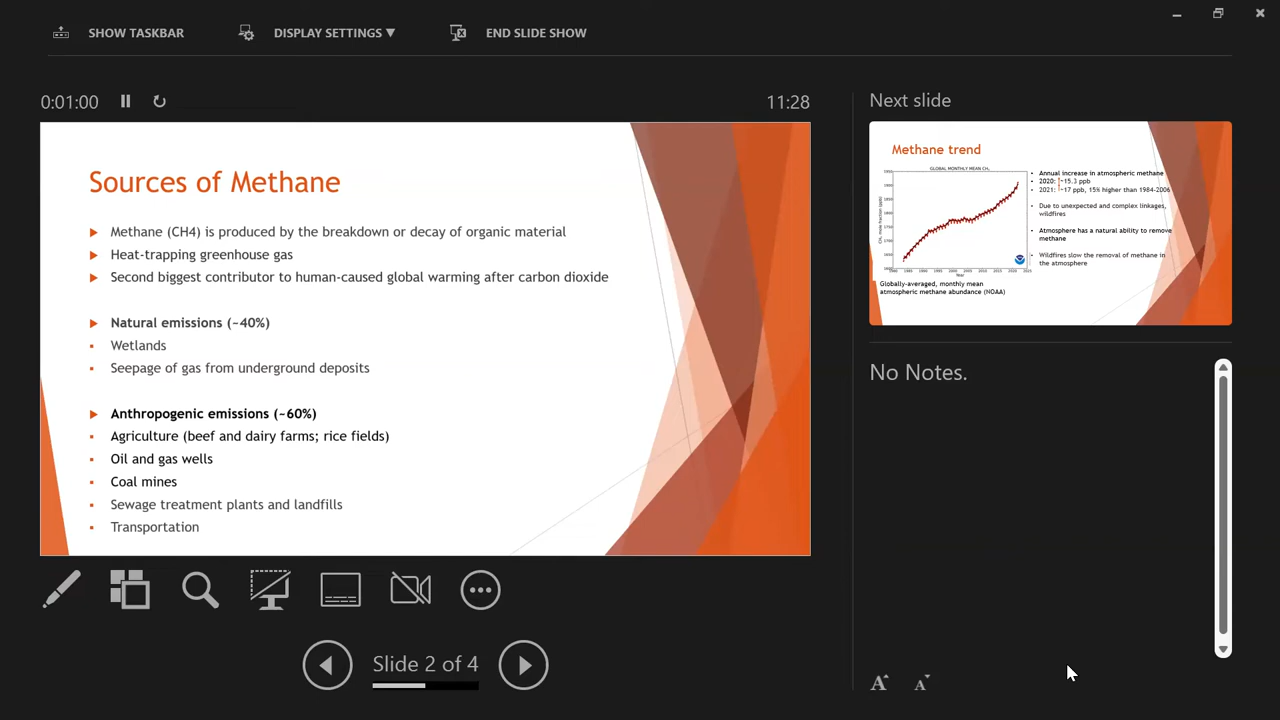 SHOW TASKBAR
DISPLAY SETTINGS ▼
END SLIDE SHOW
0:01:00
11:28
Sources of Methane
Methane (CH4) is produced by the breakdown or decay of organic material
Heat-trapping greenhouse gas
Second biggest contributor to human-caused global warming after carbon dioxide
Natural emissions (~40%)
Wetlands
Seepage of gas from underground deposits
Anthropogenic emissions (~60%)
Agriculture (beef and dairy farms; rice fields)
Oil and gas wells
Coal mines
Sewage treatment plants and landfills
Transportation
Slide 2 of 4
Next slide
Methane trend
GLOBAL MONTHLY MEAN CH₄
Year
Globally-averaged, monthly mean
atmospheric methane abundance (NOAA)
Annual increase in atmospheric methane
2020: ~15.3 ppb
2021: ~17 ppb, 15% higher than 1984-2006
Due to unexpected and complex linkages,
wildfires
Atmosphere has a natural ability to remove
methane
Wildfires slow the removal of methane in
the atmosphere
No Notes.
A A